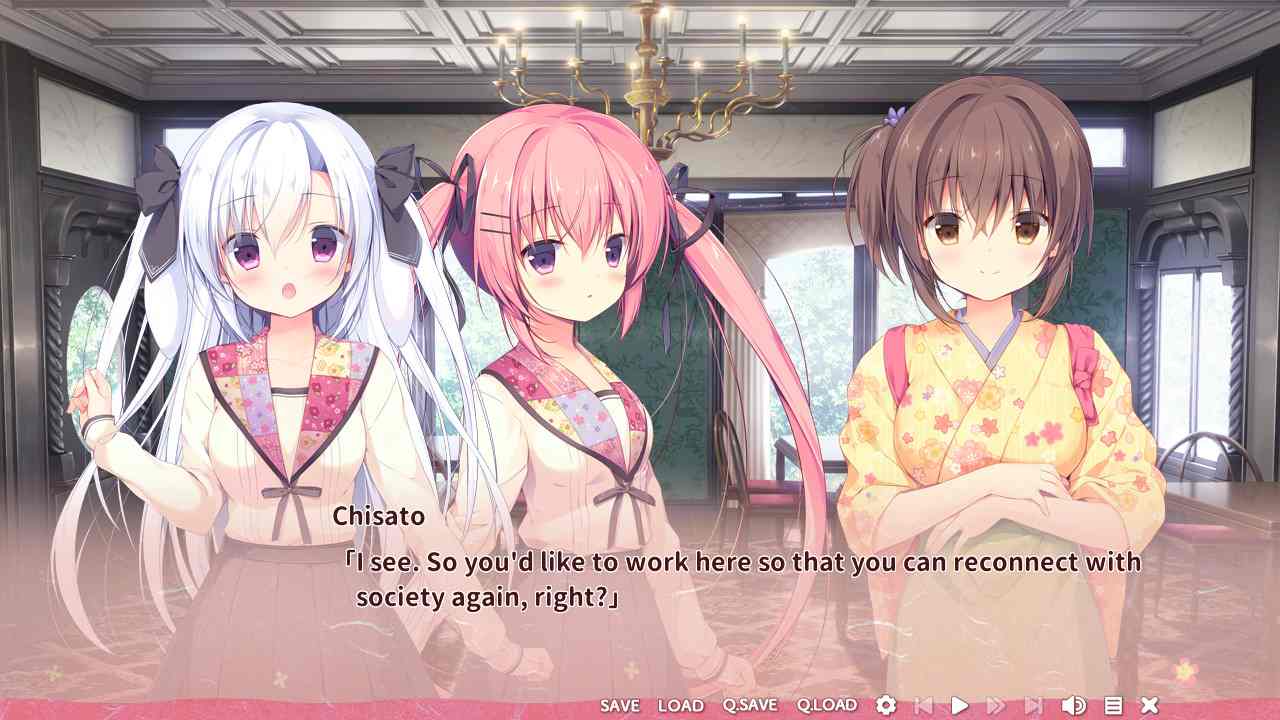 Chisato
「I see. So you'd like to work here so that you can reconnect with
society again, right?」
SAVE LOAD Q.SAVE Q.LOAD